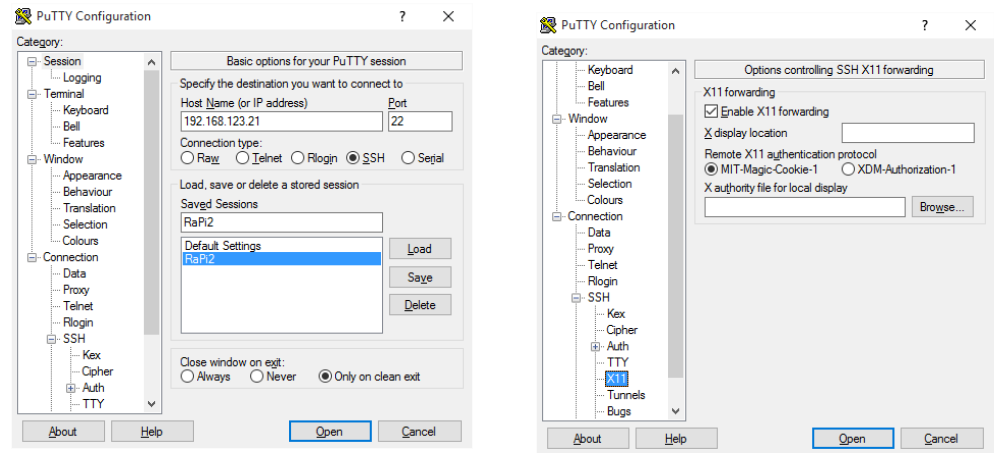 PuTTY Configuration
?
Category:
Session
Logging
Terminal
Keyboard
Bell
Features
Window
Appearance
Behaviour
Translation
Selection
Colours
Connection
Data
Proxy
Telnet
Rlogin
SSH
Kex
Cipher
Auth
TTY
Basic options for your PuTTY session
Specify the destination you want to connect to
Host Name (or IP address) Port
192.168.123.21 22
Connection type:
Raw Telnet Rlogin SSH Serial
Load, save or delete a stored session
Saved Sessions
RaPi2
Default Settings
RaPi2
Load
Save
Delete
Close window on exit:
Always Never Only on clean exit
About Help Open Cancel
PuTTY Configuration
?
Category:
Keyboard
Bell
Features
Window
Appearance
Behaviour
Translation
Selection
Colours
Connection
Data
Proxy
Telnet
Rlogin
SSH
Kex
Cipher
Auth
TTY
X11
Tunnels
Bugs
Options controlling SSH X11 forwarding
X11 forwarding
Enable X11 forwarding
X display location
Remote X11 authentication protocol
MIT-Magic-Cookie-1 XDM-Authorization-1
X authority file for local display
Browse...
About Help Open Cancel